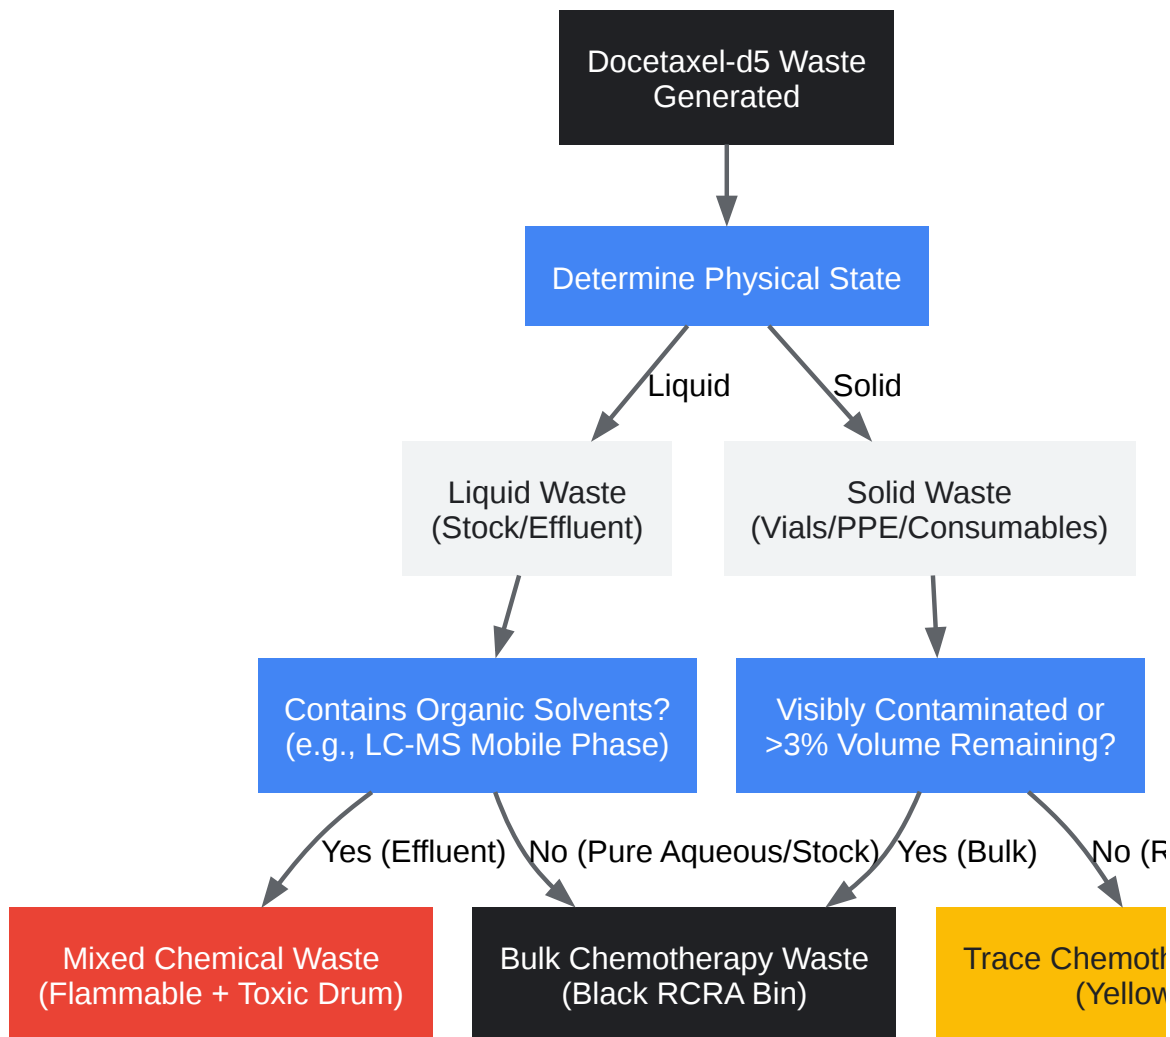 Docetaxel-d5 Waste
Generated
Determine Physical State
Liquid
Solid
Liquid Waste
(Stock/Effluent)
Solid Waste
(Vials/PPE/Consumables)
Contains Organic Solvents?
(e.g., LC-MS Mobile Phase)
Visibly Contaminated or
>3% Volume Remaining?
Yes (Effluent)
No (Pure Aqueous/Stock)
Yes (Bulk)
No
Mixed Chemical Waste
(Flammable + Toxic Drum)
Bulk Chemotherapy Waste
(Black RCRA Bin)
Trace
(Yellow